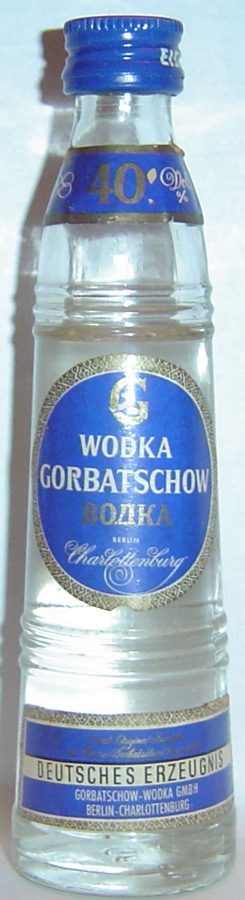 40
%
G
WODKA
GORBATSCHOW
ВОДКА
BERLIN
Charlottenburg
DEUTSCHES ERZEUGNIS
GORBATSCHOW-WODKA GMBH
BERLIN-CHARLOTTENBURG